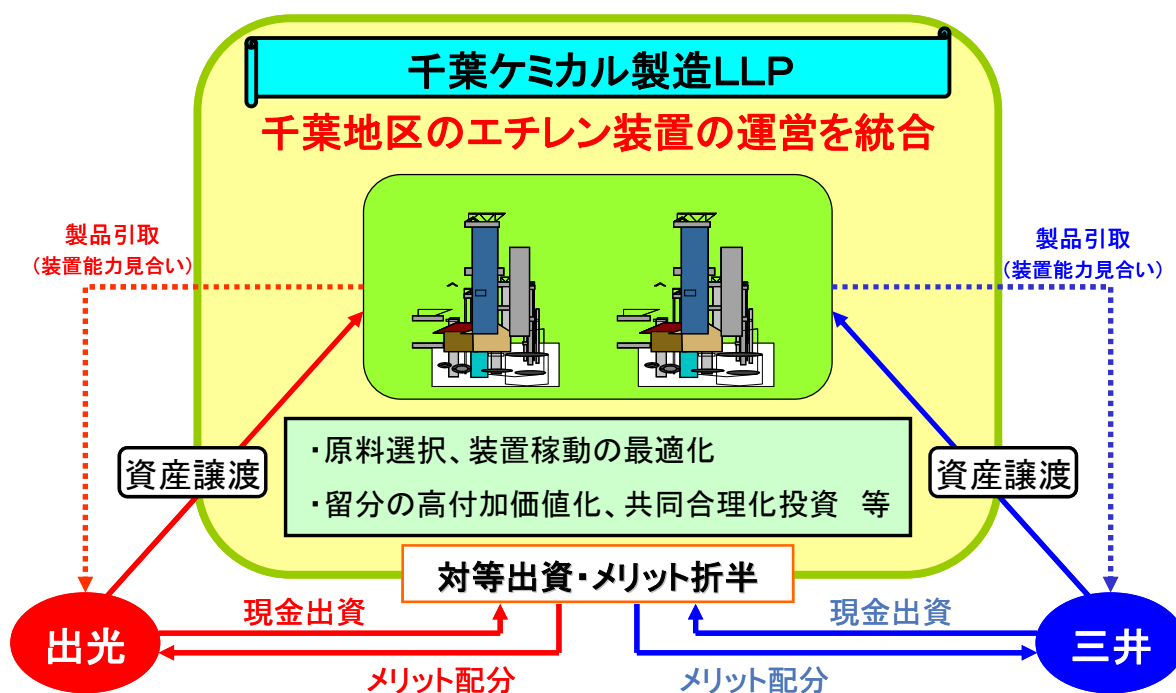 千葉ケミカル製造LLP
千葉地区のエチレン装置の運営を統合
製品引取
(装置能力見合い)
製品引取
(装置能力見合い)
・原料選択、装置稼動の最適化
・留分の高付加価値化、共同合理化投資 等
資産譲渡
資産譲渡
対等出資・メリット折半
現金出資
現金出資
出光
三井
メリット配分
メリット配分